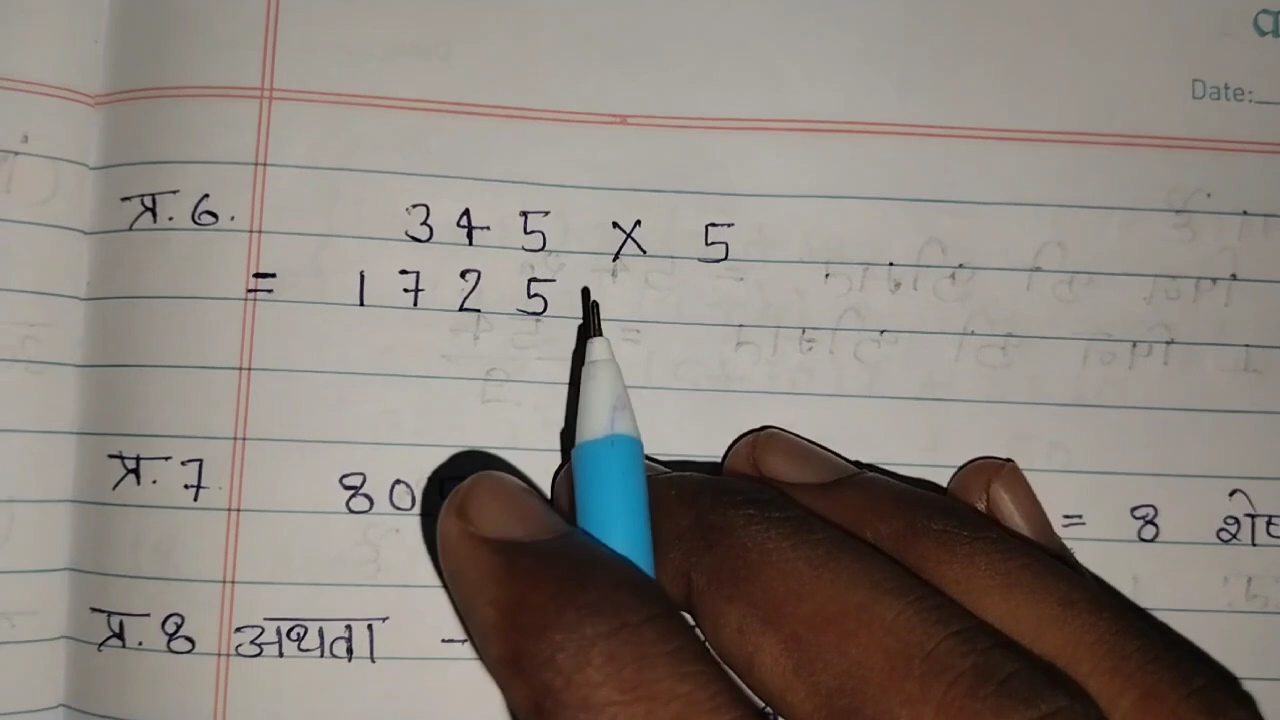 Date:
प्र.6. 345 × 5
= 1725
प्र.7. 80 = 8
प्र.8 अथवा -